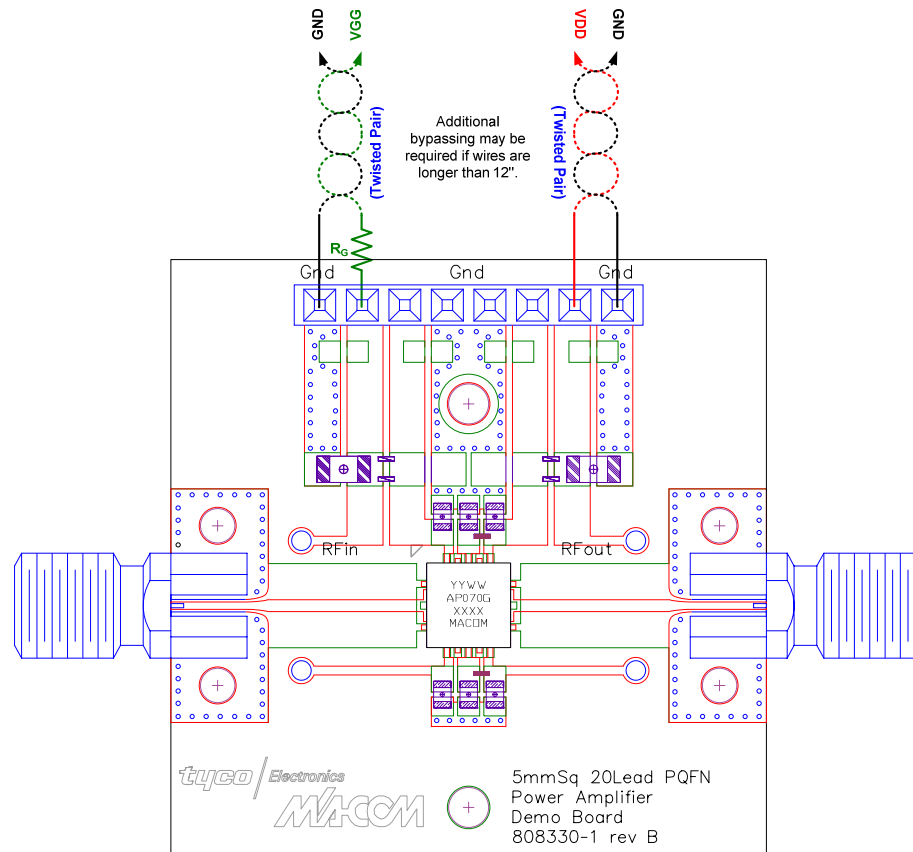 GND
VGG
VDD
GND
(Twisted Pair)
Additional
bypassing may be
required if wires are
longer than 12".
(Twisted Pair)
RG
Gnd
Gnd
Gnd
RFin
RFout
YYWW
AP070G
XXXX
MACOM
tyco / Electronics
M/ACOM
5mmSq 20Lead PQFN
Power Amplifier
Demo Board
808330-1 rev B